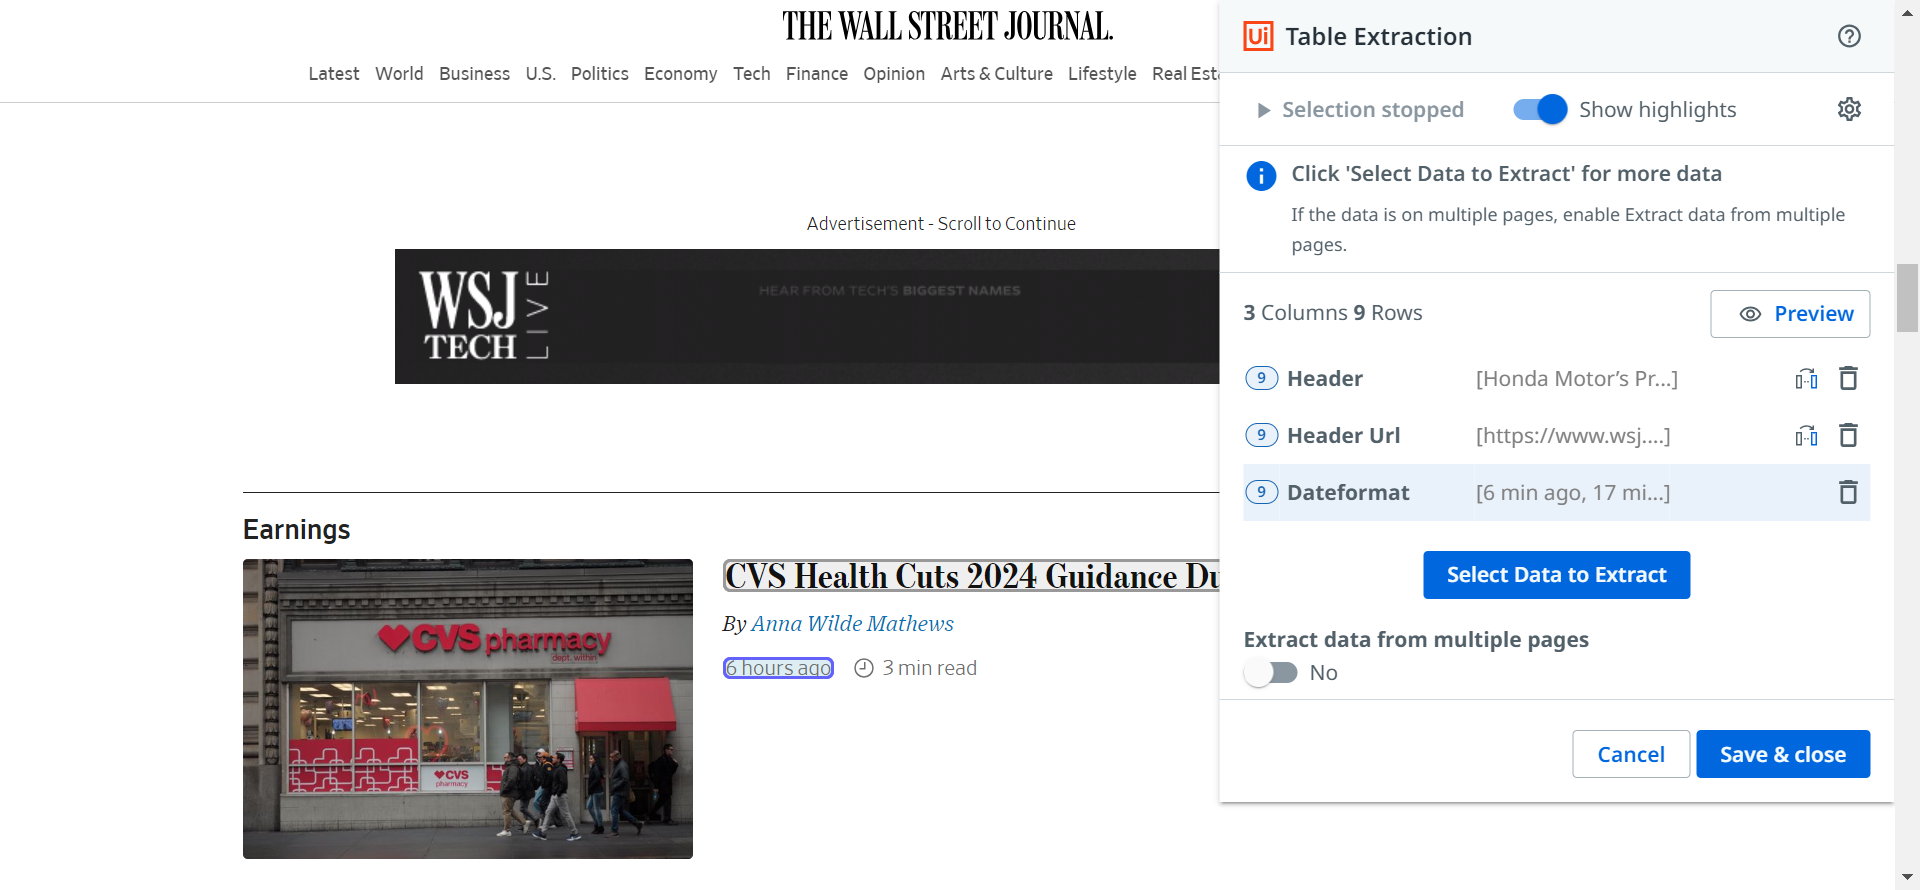 THE WALL STREET JOURNAL.
Latest World Business U.S. Politics Economy Tech Finance Opinion Arts & Culture Lifestyle Real Est
Advertisement - Scroll to Continue
WSJ
TECH
LIVE
HEAR FROM TECH'S BIGGEST NAMES
Earnings
CVS pharmacy
dept. within
CVS
pharmacy
CVS Health Cuts 2024 Guidance Du
By Anna Wilde Mathews
6 hours ago 3 min read
Ui Table Extraction
Selection stopped Show highlights
Click 'Select Data to Extract' for more data
If the data is on multiple pages, enable Extract data from multiple
pages.
3 Columns 9 Rows Preview
9 Header [Honda Motor’s Pr...]
9 Header Url [https://www.wsj....]
9 Dateformat [6 min ago, 17 mi...]
Select Data to Extract
Extract data from multiple pages
No
Cancel Save & close